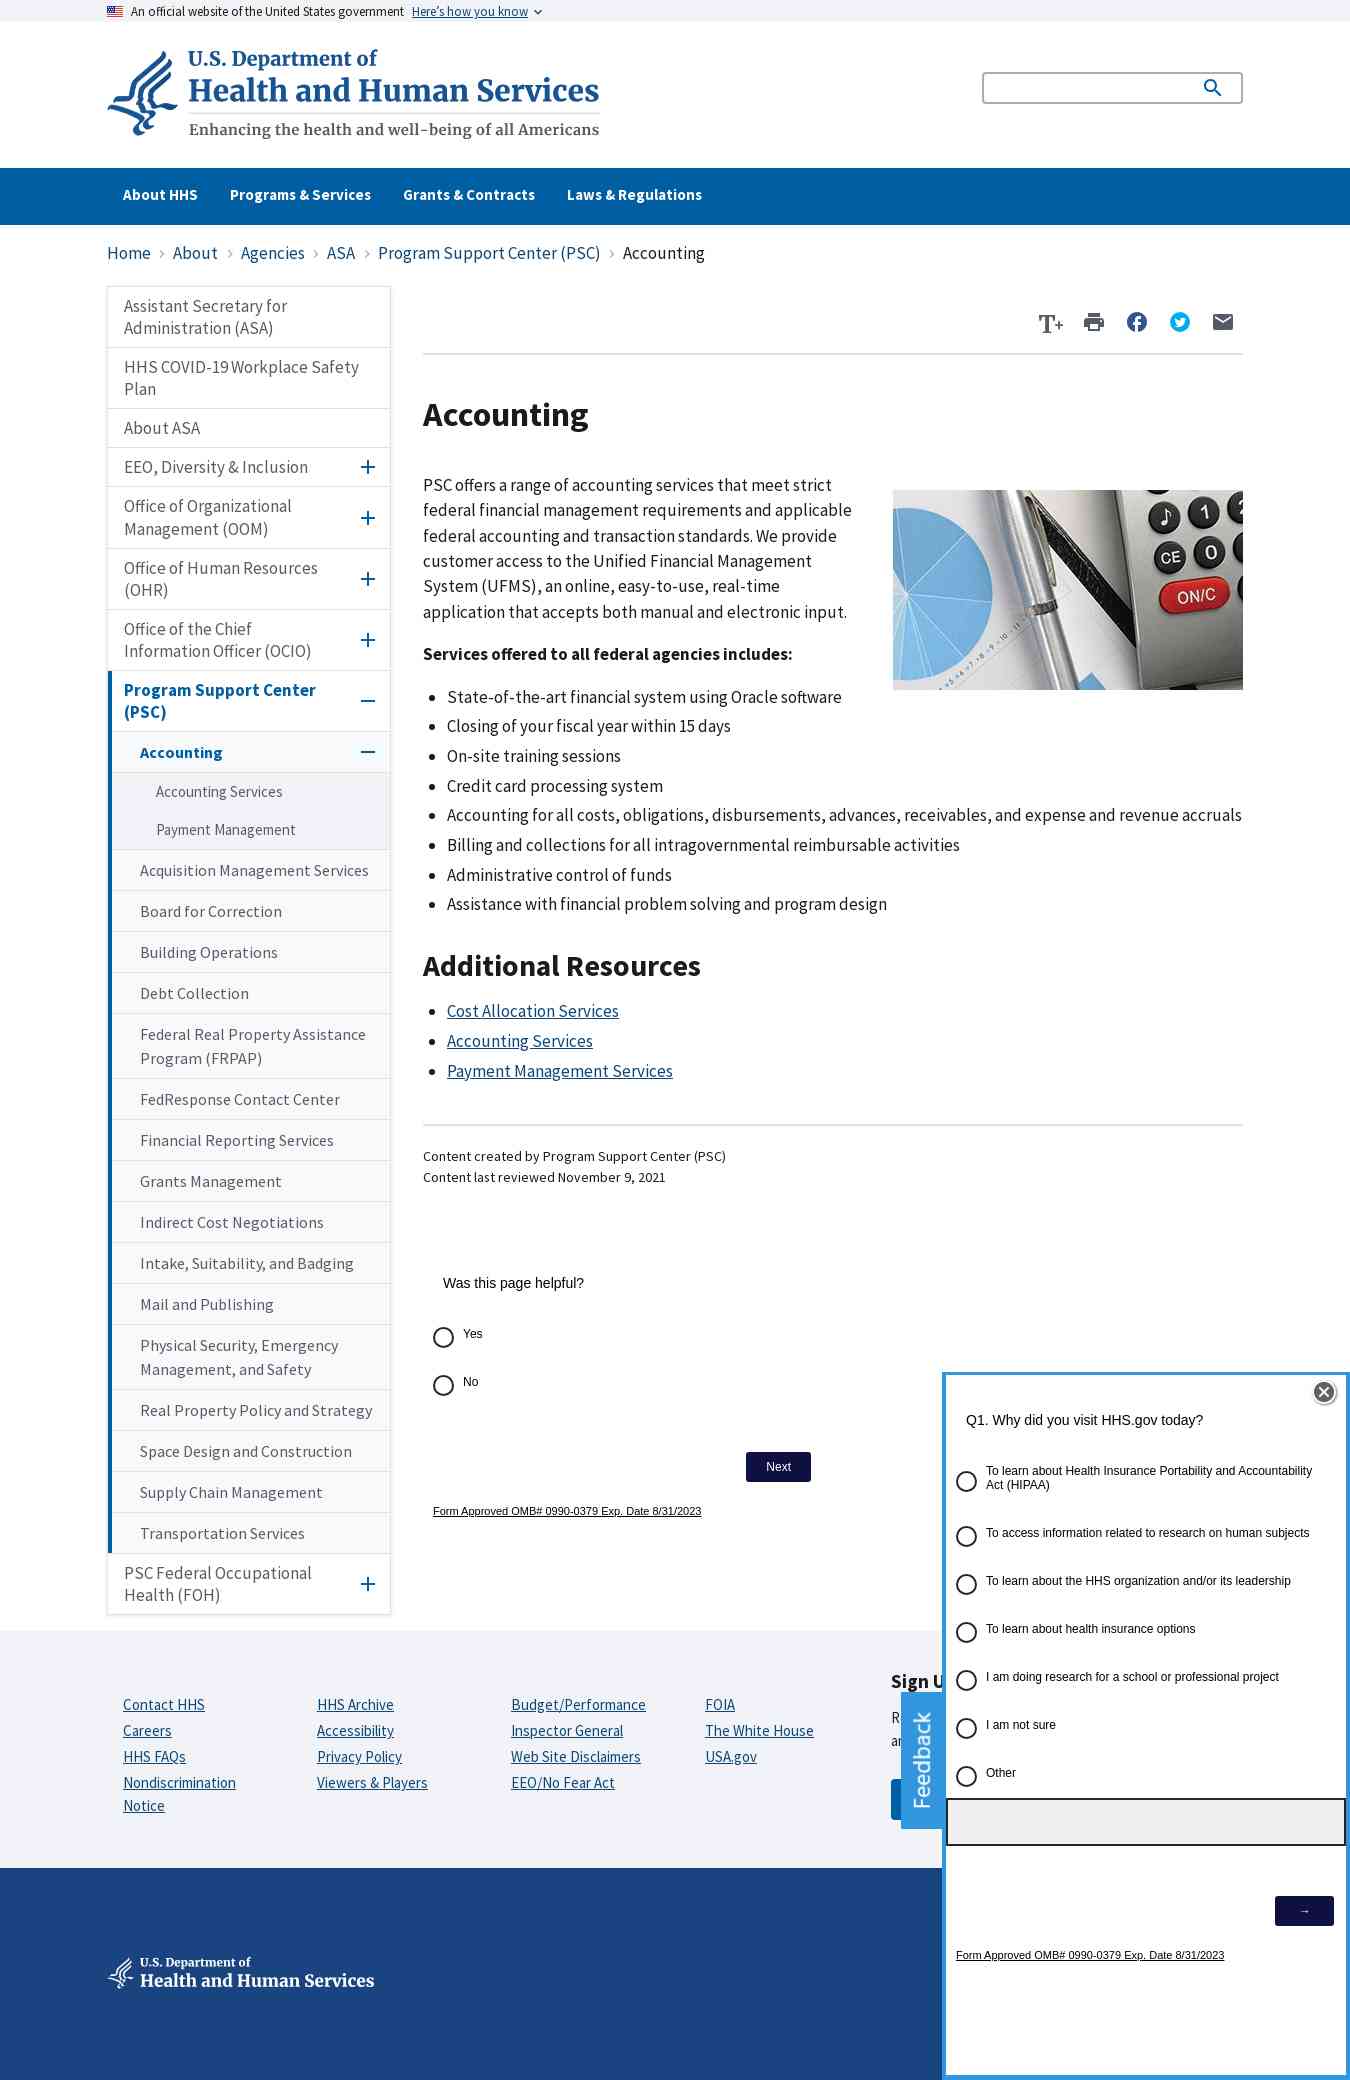 An official website of the United States government Here's how you know
U.S. Department of
Health and Human Services
Enhancing the health and well-being of all Americans
About HHS Programs & Services Grants & Contracts Laws & Regulations
Home About Agencies ASA Program Support Center (PSC) Accounting
Assistant Secretary for
Administration (ASA)
HHS COVID-19 Workplace Safety
Plan
About ASA
EEO, Diversity & Inclusion
Office of Organizational
Management (OOM)
Office of Human Resources
(OHR)
Office of the Chief
Information Officer (OCIO)
Program Support Center
(PSC)
Accounting
Accounting Services
Payment Management
Acquisition Management Services
Board for Correction
Building Operations
Debt Collection
Federal Real Property Assistance
Program (FRPAP)
FedResponse Contact Center
Financial Reporting Services
Grants Management
Indirect Cost Negotiations
Intake, Suitability, and Badging
Mail and Publishing
Physical Security, Emergency
Management, and Safety
Real Property Policy and Strategy
Space Design and Construction
Supply Chain Management
Transportation Services
PSC Federal Occupational
Health (FOH)
T+
Accounting
PSC offers a range of accounting services that meet strict
federal financial management requirements and applicable
federal accounting and transaction standards. We provide
customer access to the Unified Financial Management
System (UFMS), an online, easy-to-use, real-time
application that accepts both manual and electronic input.
1
CE 0
ON/C
Services offered to all federal agencies includes:
State-of-the-art financial system using Oracle software
Closing of your fiscal year within 15 days
On-site training sessions
Credit card processing system
Accounting for all costs, obligations, disbursements, advances, receivables, and expense and revenue accruals
Billing and collections for all intragovernmental reimbursable activities
Administrative control of funds
Assistance with financial problem solving and program design
Additional Resources
Cost Allocation Services
Accounting Services
Payment Management Services
Content created by Program Support Center (PSC)
Content last reviewed November 9, 2021
Was this page helpful?
Yes
No
Next
Form Approved OMB# 0990-0379 Exp. Date 8/31/2023
Q1. Why did you visit HHS.gov today?
To learn about Health Insurance Portability and Accountability
Act (HIPAA)
To access information related to research on human subjects
To learn about the HHS organization and/or its leadership
To learn about health insurance options
I am doing research for a school or professional project
I am not sure
Other
→
Form Approved OMB# 0990-0379 Exp. Date 8/31/2023
Feedback
Sign
Contact HHS
Careers
HHS FAQs
Nondiscrimination
Notice
HHS Archive
Accessibility
Privacy Policy
Viewers & Players
Budget/Performance
Inspector General
Web Site Disclaimers
EEO/No Fear Act
FOIA
The White House
USA.gov
U.S. Department of
Health and Human Services